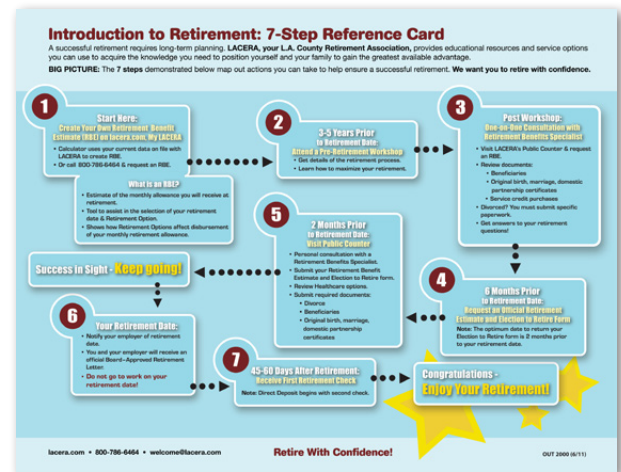 Introduction to Retirement: 7-Step Reference Card
A successful retirement requires long-term planning. LACERA, your L.A. County Retirement Association, provides educational resources and service options
you can use to acquire the knowledge you need to position yourself and your family to gain the greatest available advantage.
BIG PICTURE: The 7 steps demonstrated below map out actions you can take to help ensure a successful retirement. We want you to retire with confidence.
1
Start Here:
Create Your Own Retirement Benefit
Estimate (RBE) on lacera.com, My LACERA
• Calculator uses your current data on file with
LACERA to create RBE.
• Or call 800-786-6464 & request an RBE.
What is an RBE?
• Estimate of the monthly allowance you will receive at
retirement.
• Tool to assist in the selection of your retirement
date & Retirement Option.
• Shows how Retirement Options affect disbursement
of your monthly retirement allowance.
2
3-5 Years Prior
to Retirement Date:
Attend a Pre-Retirement Workshop
• Get details of the retirement process.
• Learn how to maximize your retirement.
3
Post Workshop:
One-on-One Consultation with
Retirement Benefits Specialist
• Visit LACERA's Public Counter & request
an RBE.
• Review documents:
• Beneficiaries
• Original birth, marriage, domestic
partnership certificates
• Service credit purchases
• Divorced? You must submit specific
paperwork.
• Get answers to your retirement
questions!
4
6 Months Prior
to Retirement Date:
Request an Official Retirement
Estimate and Election to Retire Form
Note: The optimum date to return your
Election to Retire form is 2 months prior
to your retirement date.
5
2 Months Prior
to Retirement Date:
Visit Public Counter
• Personal consultation with a
Retirement Benefits Specialist.
• Submit your Retirement Benefit
Estimate and Election to Retire form.
• Review Healthcare options.
• Submit required documents:
• Divorce
• Beneficiaries
• Original birth, marriage,
domestic partnership
certificates
Success in Sight - Keep going!
6
Your Retirement Date:
• Notify your employer of retirement
date.
• You and your employer will receive an
official Board-Approved Retirement
Letter.
• Do not go to work on your
retirement date!
7
45-60 Days After Retirement:
Receive First Retirement Check
Note: Direct Deposit begins with second check.
Congratulations -
Enjoy Your Retirement!
lacera.com • 800-786-6464 • welcome@lacera.com
Retire With Confidence!
OUT 2000 (6/11)